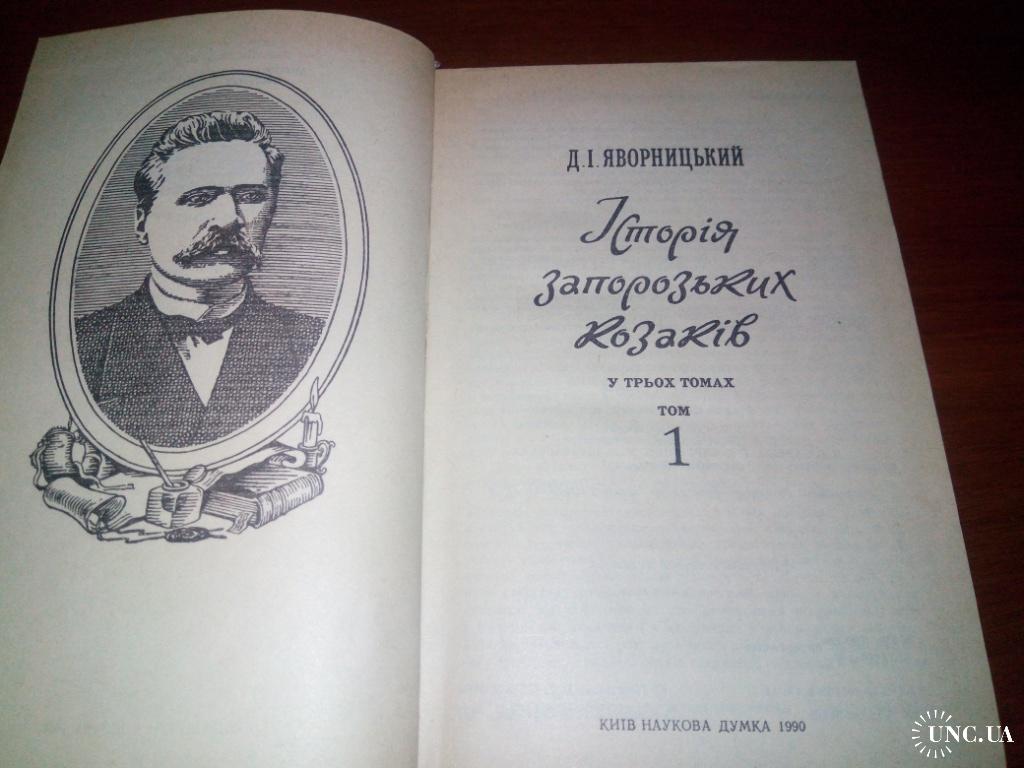 Д.І.ЯВОРНИЦЬКИЙ
Історія
запорозьких
козаків
У ТРЬОХ ТОМАХ
ТОМ
1
КИЇВ НАУКОВА ДУМКА 1990
UNC.UA